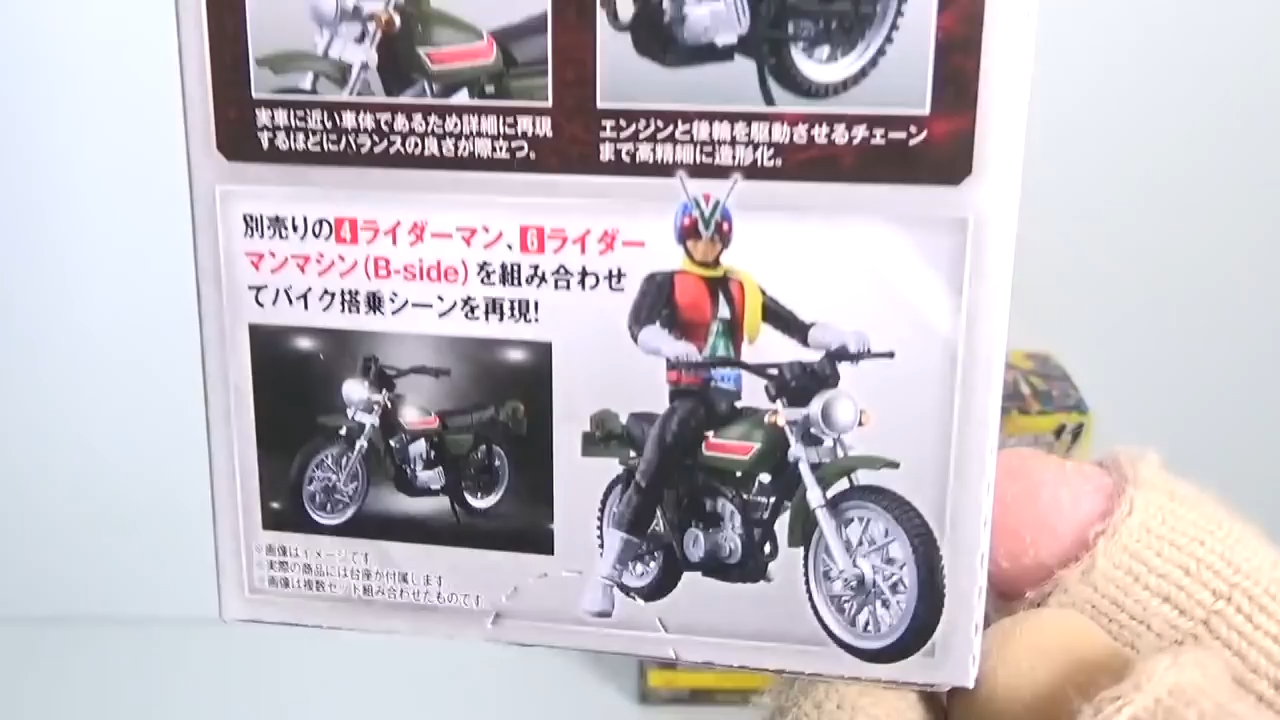 実車に近い車体であるため詳細に再現
するほどにバランスの良さが際立つ。
エンジンと後輪を駆動させるチェーン
まで高精細に造形化。
別売りの4ライダーマン、6ライダー
マンマシン(B-side)を組み合わせ
てバイク搭乗シーンを再現!
※画像はイメージです
※実際の商品には台座が付属します
※画像は複数セット組み合わせたものです
11